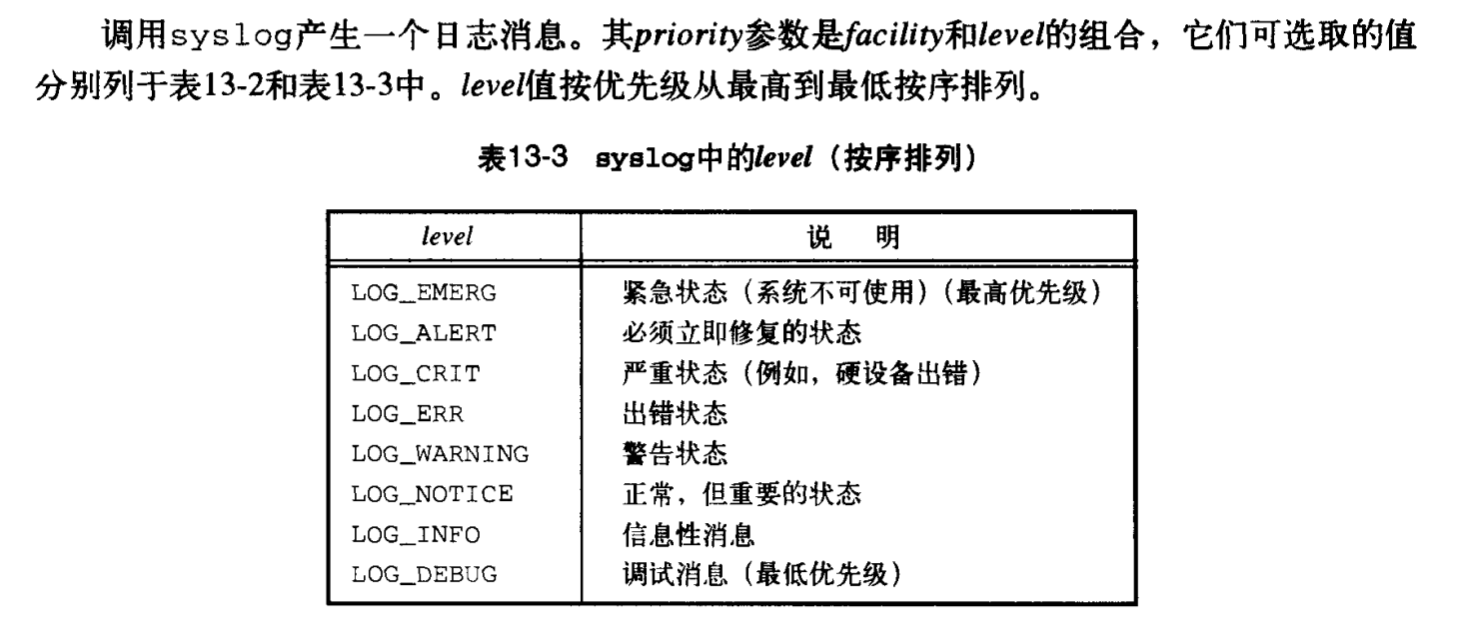 调用syslog产生一个日志消息。其priority参数是facility和level的组合，它们可选取的值
分别列于表13-2和表13-3中。level值按优先级从最高到最低按序排列。
表13-3 syslog中的level（按序排列）
level 说 明
LOG_EMERG 紧急状态（系统不可使用）（最高优先级）
LOG_ALERT 必须立即修复的状态
LOG_CRIT 严重状态（例如，硬设备出错）
LOG_ERR 出错状态
LOG_WARNING 警告状态
LOG_NOTICE 正常，但重要的状态
LOG_INFO 信息性消息
LOG_DEBUG 调试消息（最低优先级）